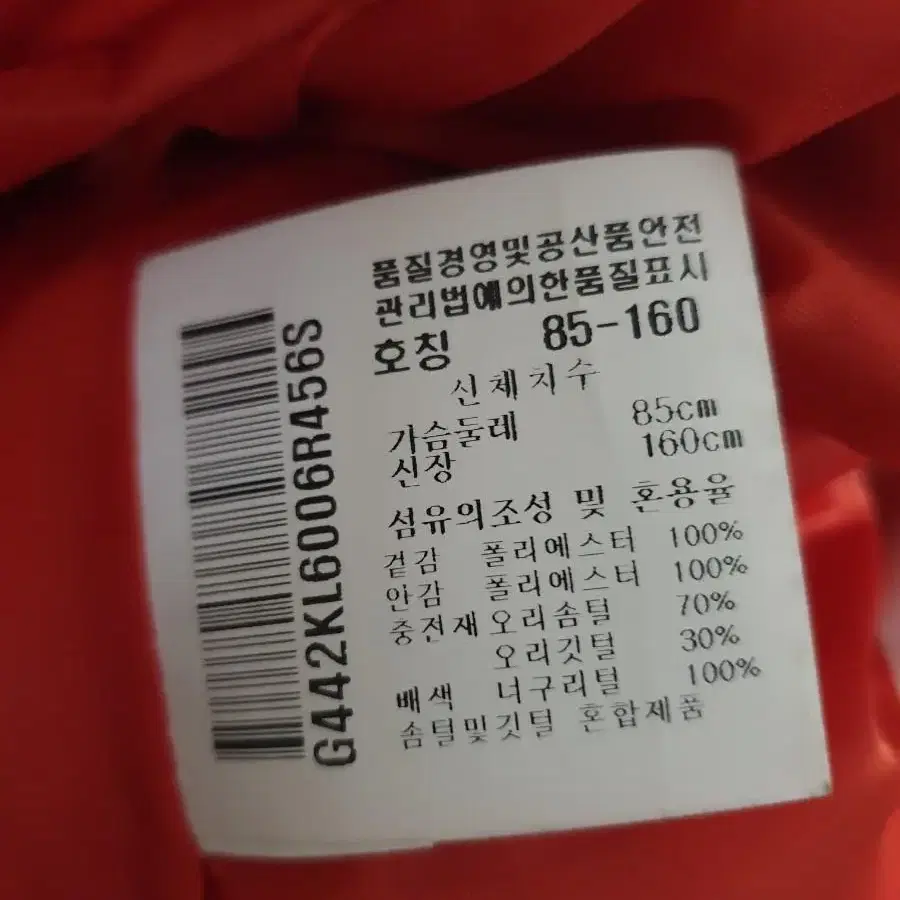 품질경영및공산품안전
관리법에의한품질표시
호칭 85-160
신체치수
가슴둘레 85cm
신장 160cm
섬유의조성 및 혼용율
겉감 폴리에스터 100%
안감 폴리에스터 100%
충전재 오리솜털 70%
오리깃털 30%
배색 너구리털 100%
솜털및깃털 혼합제품
G442KL6006R456S